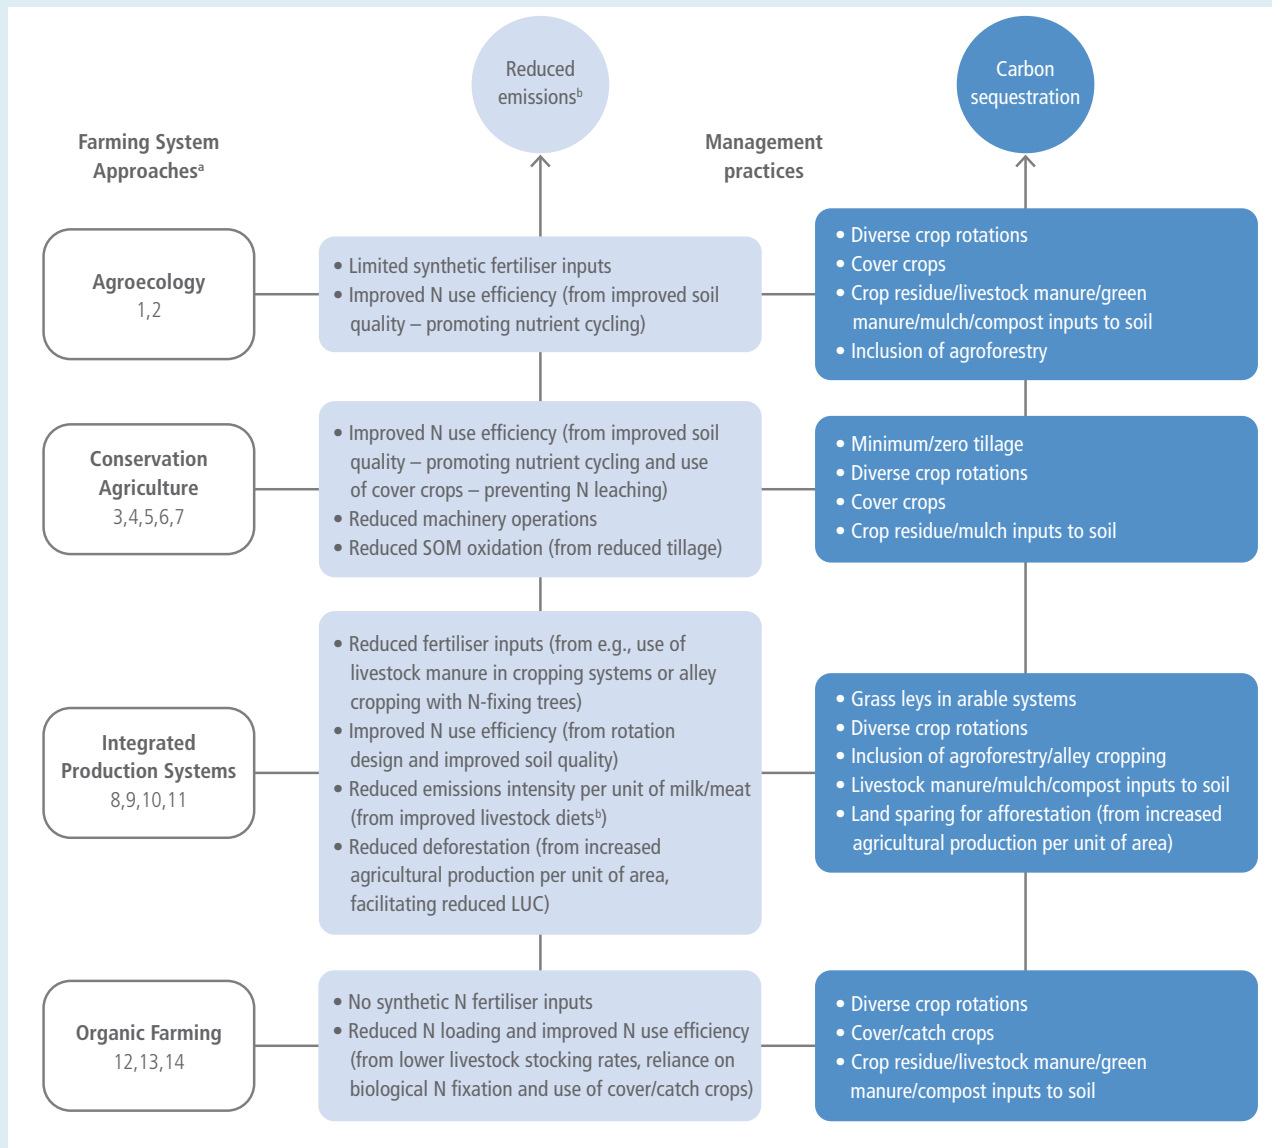 Reduced
emissionsᵇ
Carbon
sequestration
Farming System
Approachesᵃ
Management
practices
Agroecology
1,2
• Limited synthetic fertiliser inputs
• Improved N use efficiency (from improved soil
quality – promoting nutrient cycling)
• Diverse crop rotations
• Cover crops
• Crop residue/livestock manure/green
manure/mulch/compost inputs to soil
• Inclusion of agroforestry
Conservation
Agriculture
3,4,5,6,7
• Improved N use efficiency (from improved soil
quality – promoting nutrient cycling and use
of cover crops – preventing N leaching)
• Reduced machinery operations
• Reduced SOM oxidation (from reduced tillage)
• Minimum/zero tillage
• Diverse crop rotations
• Cover crops
• Crop residue/mulch inputs to soil
Integrated
Production Systems
8,9,10,11
• Reduced fertiliser inputs (from e.g., use of
livestock manure in cropping systems or alley
cropping with N-fixing trees)
• Improved N use efficiency (from rotation
design and improved soil quality)
• Reduced emissions intensity per unit of milk/meat
(from improved livestock dietsᵇ)
• Reduced deforestation (from increased
agricultural production per unit of area,
facilitating reduced LUC)
• Grass leys in arable systems
• Diverse crop rotations
• Inclusion of agroforestry/alley cropping
• Livestock manure/mulch/compost inputs to soil
• Land sparing for afforestation (from increased
agricultural production per unit of area)
Organic Farming
12,13,14
• No synthetic N fertiliser inputs
• Reduced N loading and improved N use efficiency
(from lower livestock stocking rates, reliance on
biological N fixation and use of cover/catch crops)
• Diverse crop rotations
• Cover/catch crops
• Crop residue/livestock manure/green
manure/compost inputs to soil